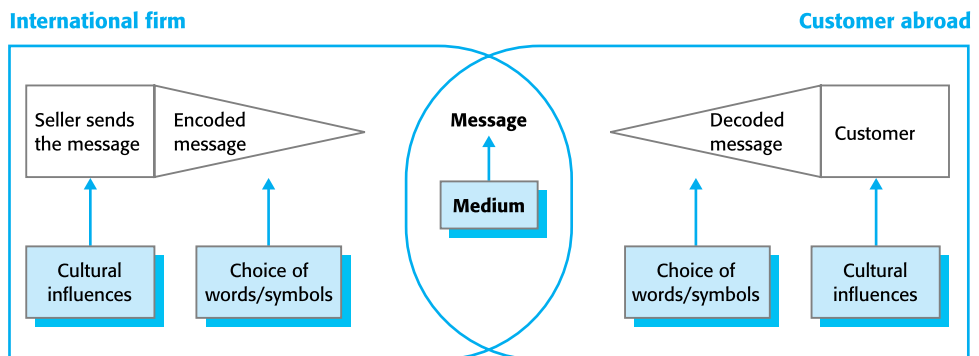 International firm
Customer abroad
Seller sends
the message
Encoded
message
Message
Decoded
message
Customer
Medium
Cultural
influences
Choice of
words/symbols
Choice of
words/symbols
Cultural
influences